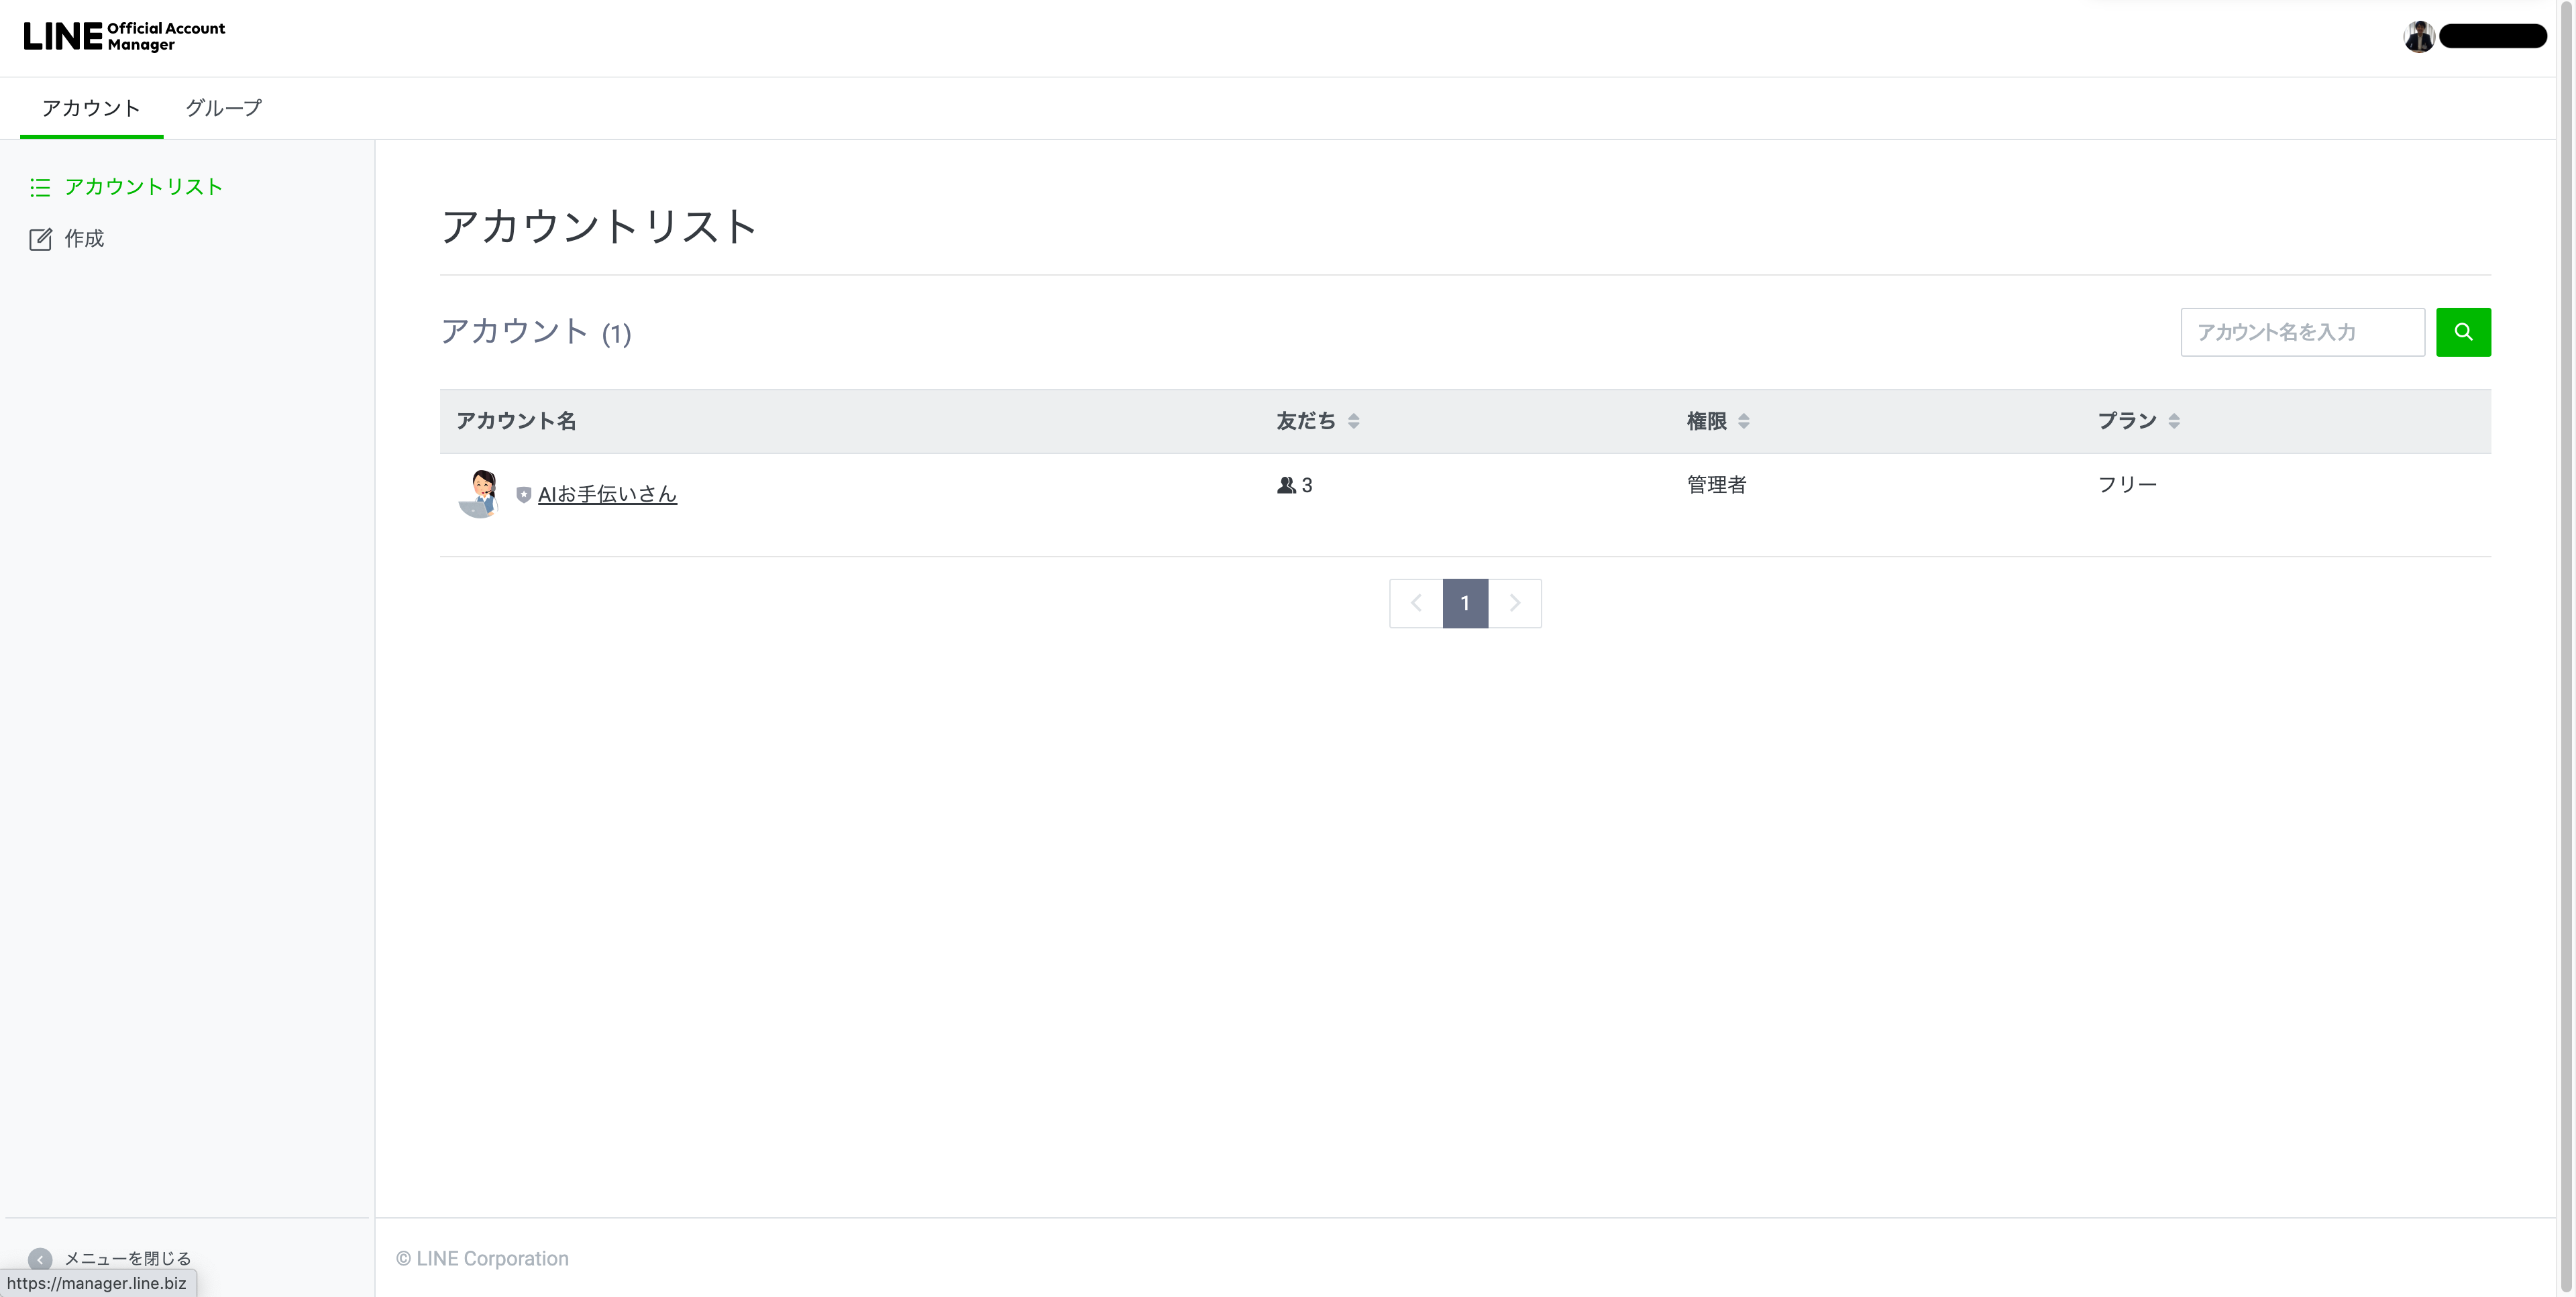 LINE Official Account Manager
アカウント グループ
アカウントリスト
作成
アカウントリスト
アカウント (1)
アカウント名を入力
アカウント名 友だち 権限 プラン
AIお手伝いさん 3 管理者 フリー
1
メニューを閉じる
© LINE Corporation
https://manager.line.biz